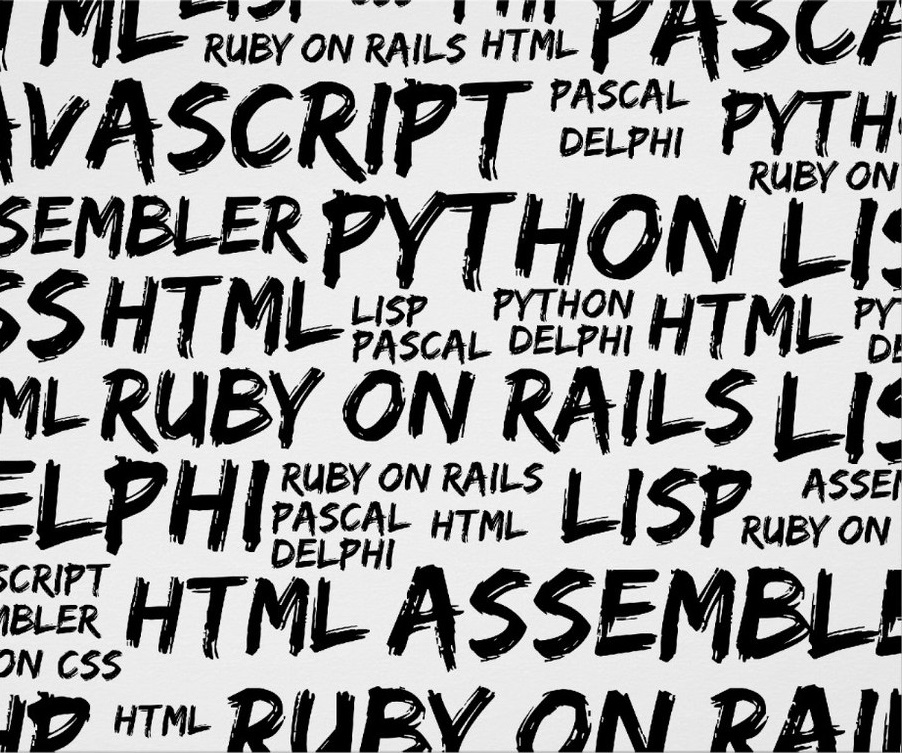 HTML LISP PHP
RUBY ON RAILS HTML PASCA
AVASCRIPT PASCAL PYTH
DELPHI
RUBY ON
SEMBLER PYTHON LIS
SS HTML LISP PYTHON HTML PY
PASCAL DELPHI DE
ML RUBY ON RAILS LIS
ELPHI RUBY ON RAILS LISP ASSEM
PASCAL HTML RUBY ON
DELPHI
SCRIPT HTML ASSEMBLE
MBLER
ON CSS
HP HTML RUBY ON RAIL